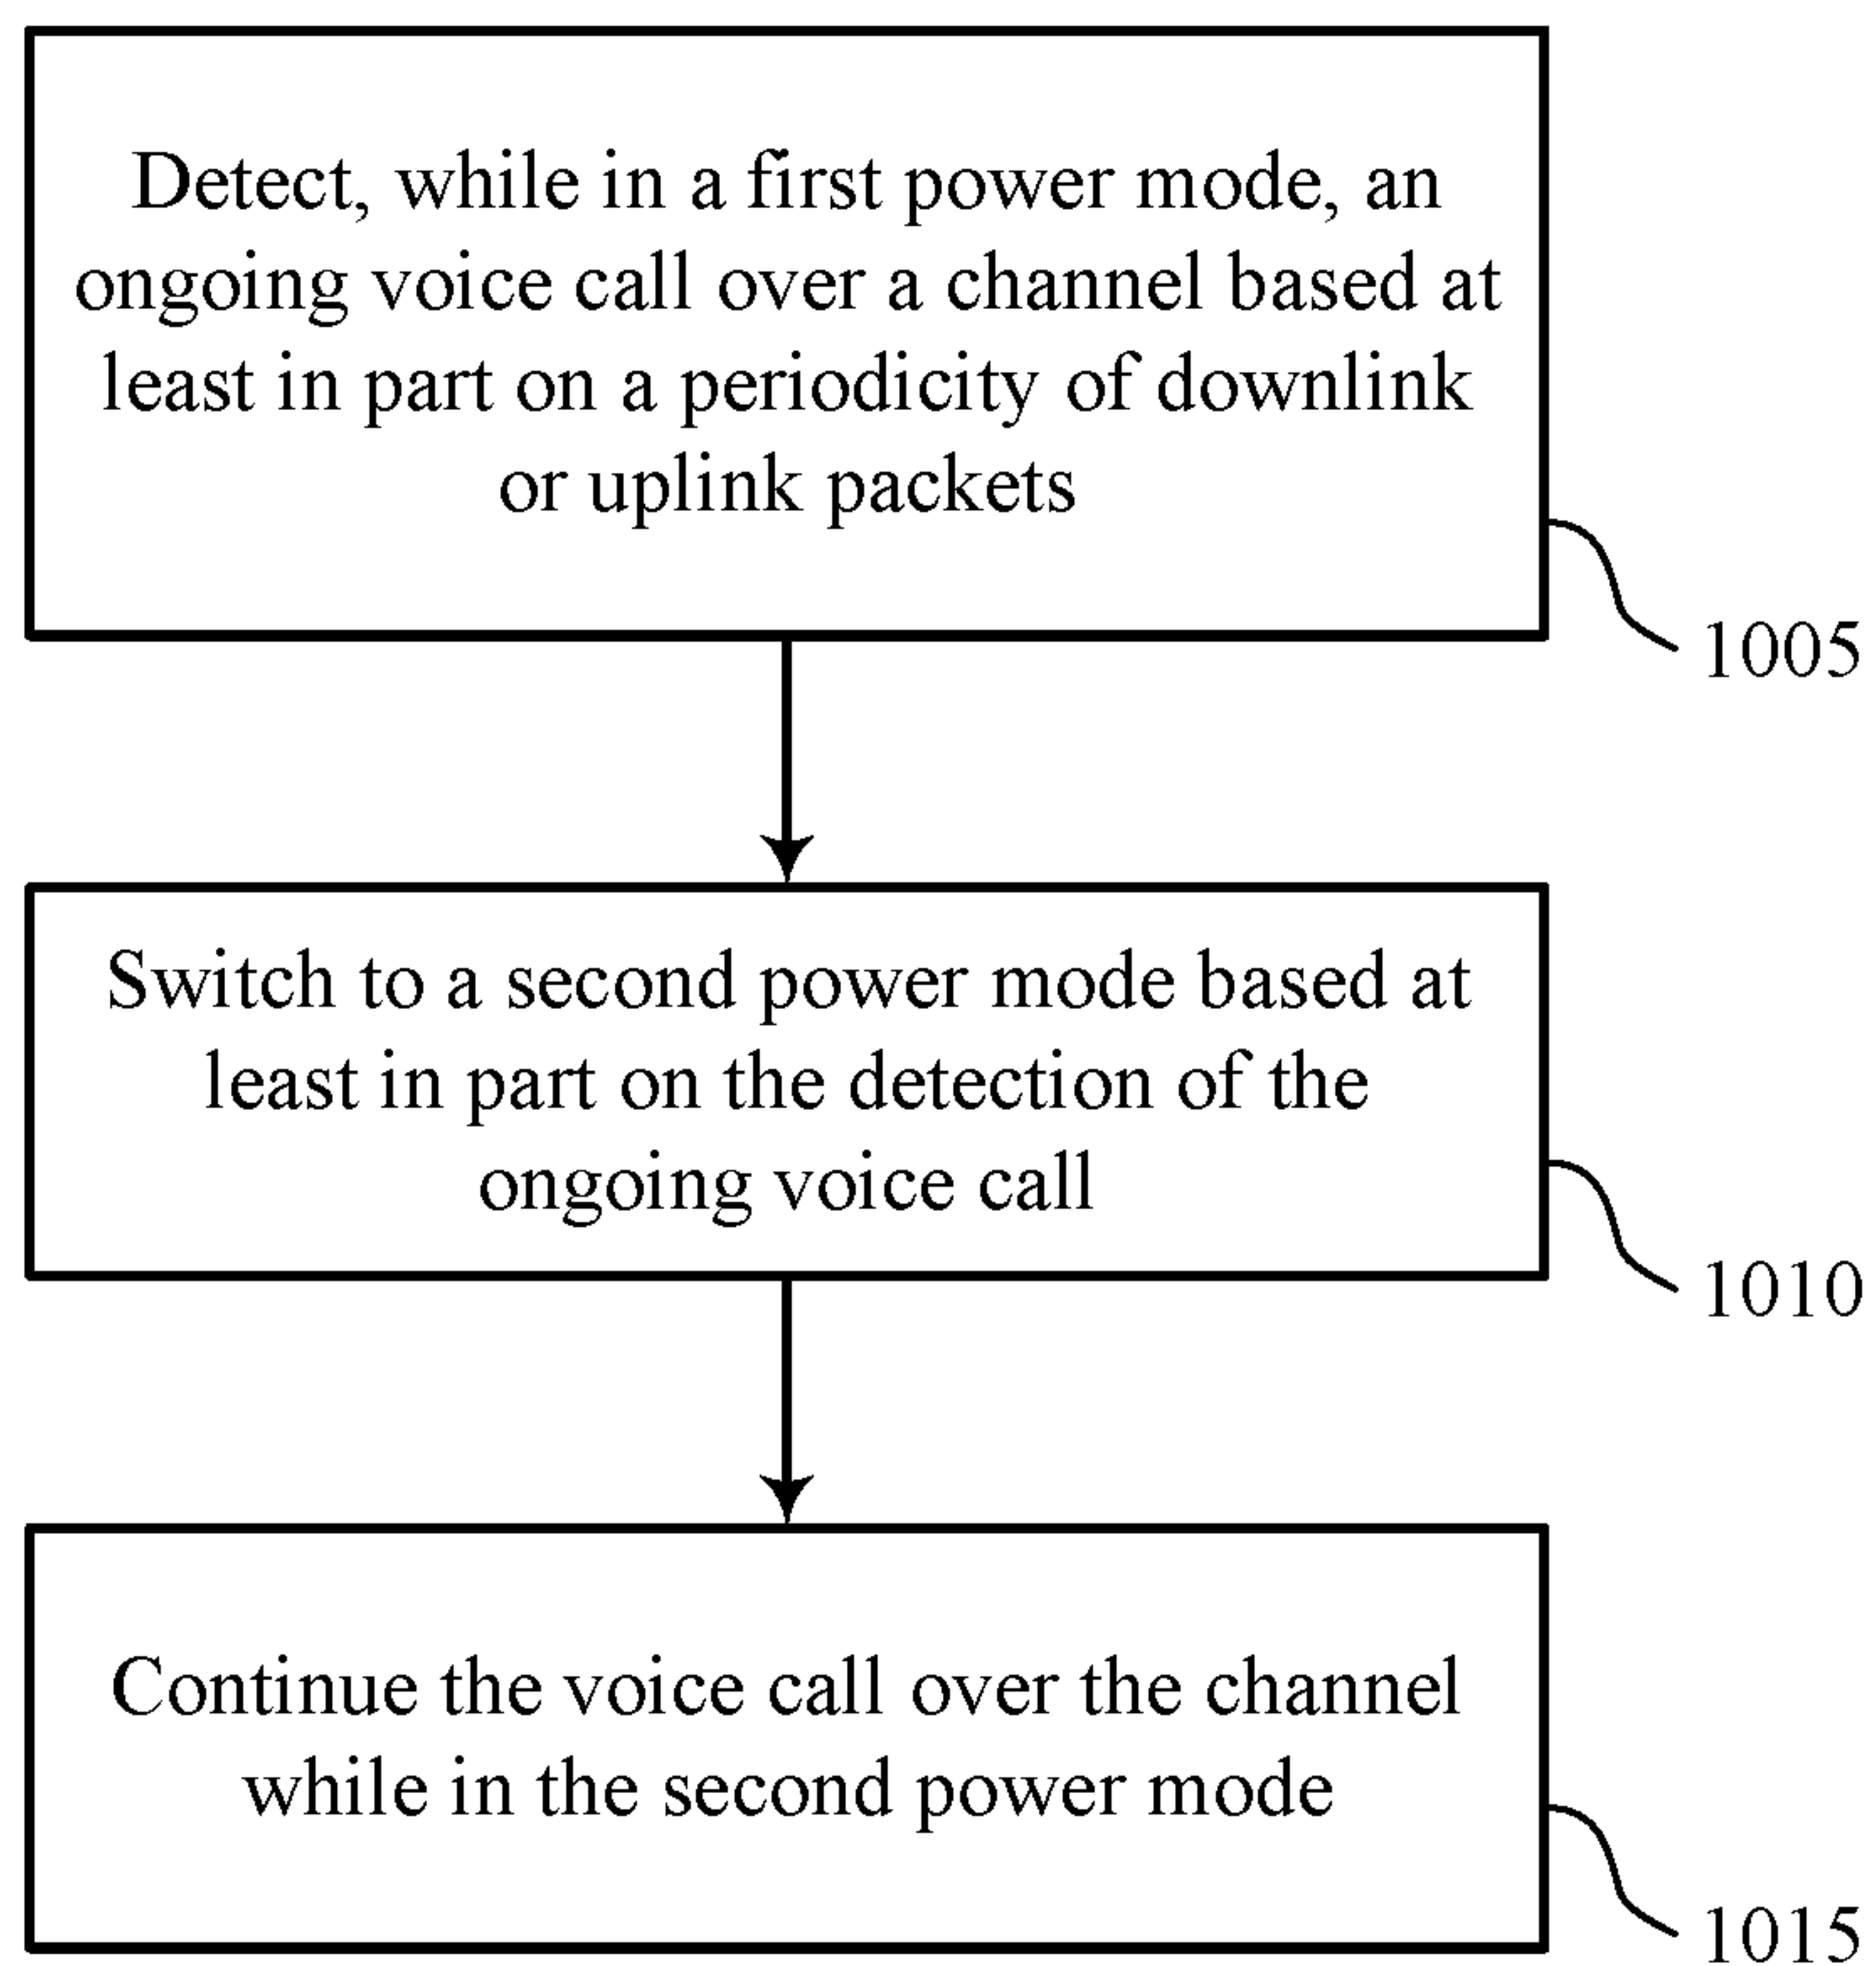 Detect, while in a first power mode, an
ongoing voice call over a channel based at
least in part on a periodicity of downlink
or uplink packets
1005
Switch to a second power mode based at
least in part on the detection of the
ongoing voice call
1010
Continue the voice call over the channel
while in the second power mode
1015